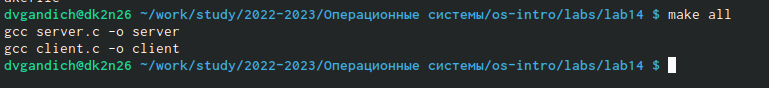 dvgandich@dk2n26 ~/work/study/2022-2023/Операционные системы/os-intro/labs/lab14 $ make all
gcc server.c -o server
gcc client.c -o client
dvgandich@dk2n26 ~/work/study/2022-2023/Операционные системы/os-intro/labs/lab14 $